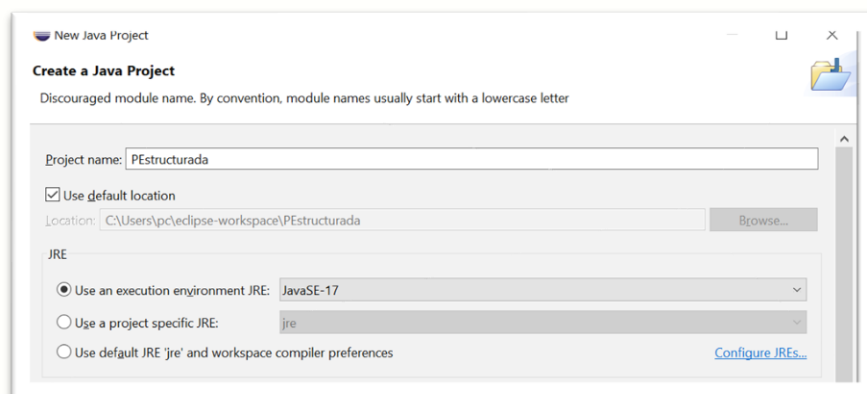 New Java Project
Create a Java Project
Discouraged module name. By convention, module names usually start with a lowercase letter
Project name: PEstructurada
Use default location
Location: C:\Users\pc\eclipse-workspace\PEstructurada Browse...
JRE
Use an execution environment JRE: JavaSE-17
Use a project specific JRE: jre
Use default JRE 'jre' and workspace compiler preferences Configure JREs...